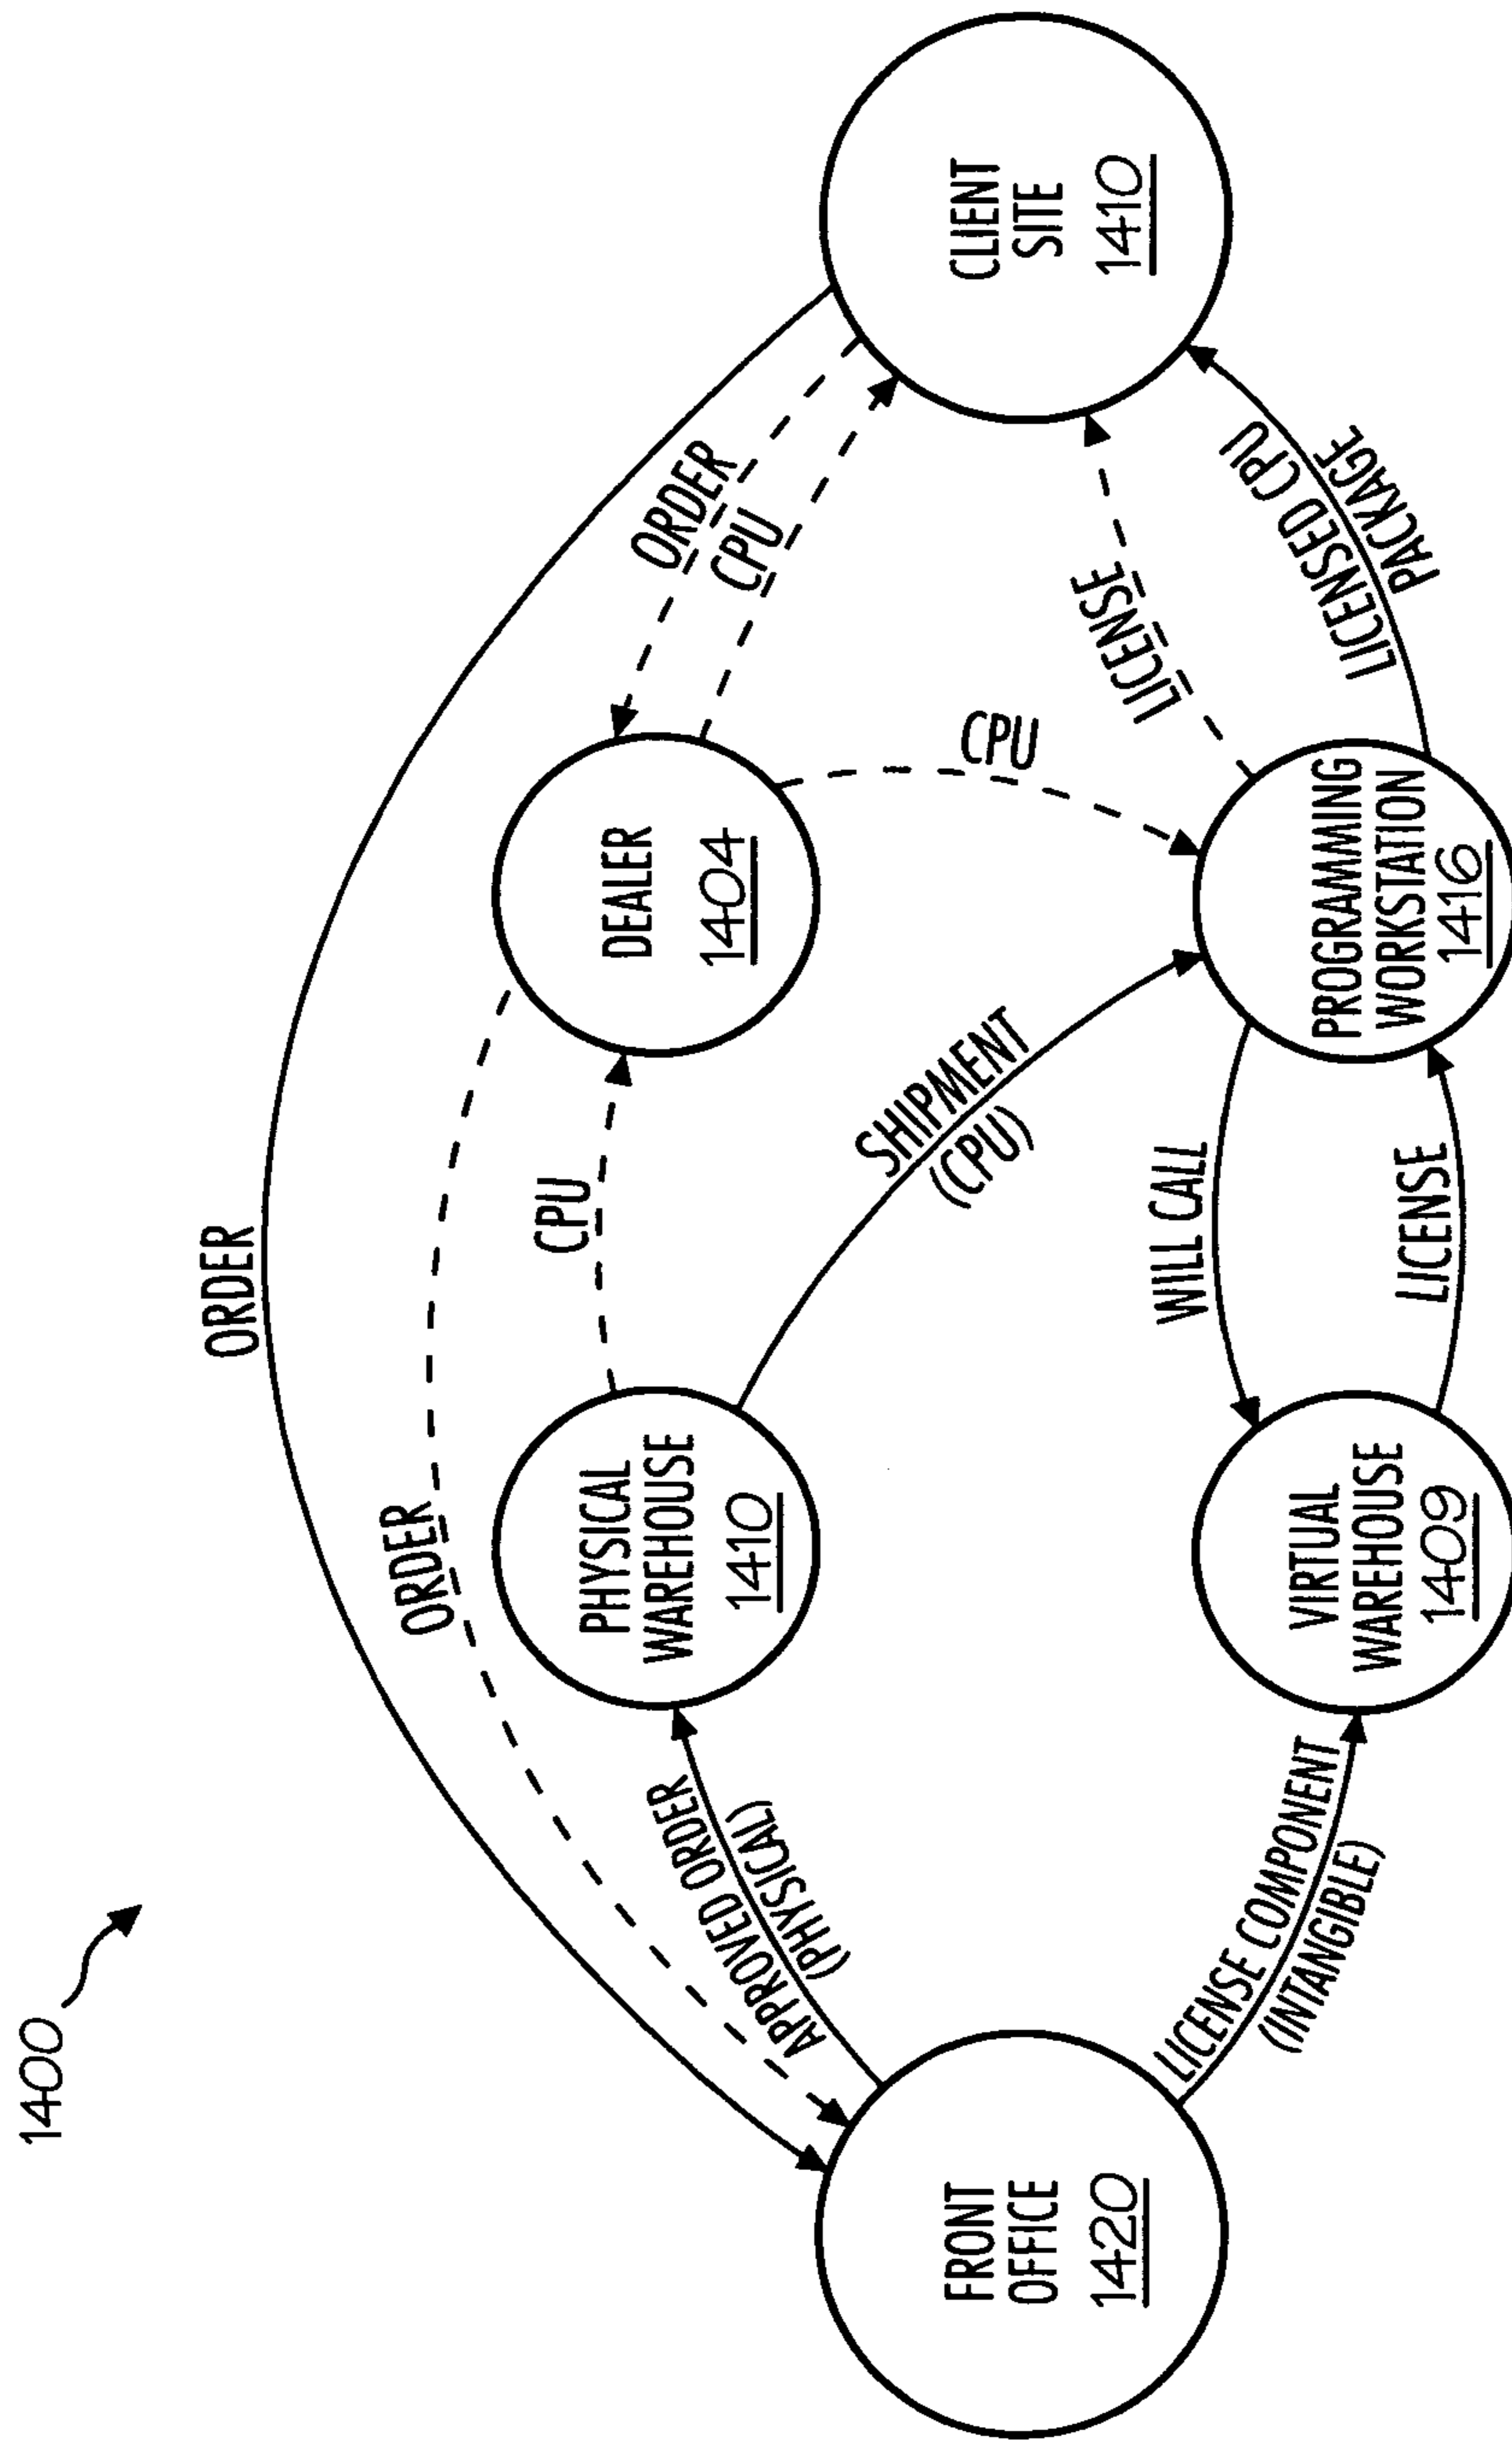 1400
ORDER
ORDER
CPU
ORDER
CPU
FRONT
OFFICE
1420
APPROVED ORDER
(PHYSICAL)
PHYSICAL
WAREHOUSE
1410
DEALER
1404
CLIENT
SITE
1410
SHIPMENT
(CPU)
CPU
LICENSE
LICENSE COMPONENT
(INTANGIBLE)
VIRTUAL
WAREHOUSE
1409
WILL CALL
LICENSE
PROGRAMMING
WORKSTATION
1416
LICENSED CPU
PACKAGE